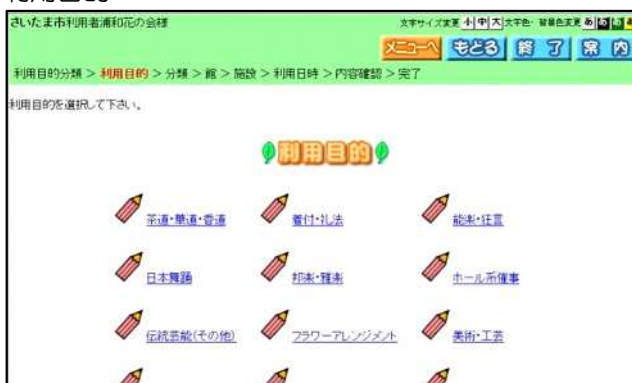 さいたま市利用者浦和花の会様
文字サイズ変更 小 中 大 文字色・背景色変更 あ あ あ あ
メニューへ もどる 終了 案内
利用目的分類 > 利用目的 > 分類 > 館 > 施設 > 利用日時 > 内容確認 > 完了
利用目的を選択して下さい。
利用目的
茶道・華道・香道 着付・礼法 能楽・狂言
日本舞踊 邦楽・雅楽 ホール系催事
伝統芸能(その他) フラワーアレンジメント 美術・工芸